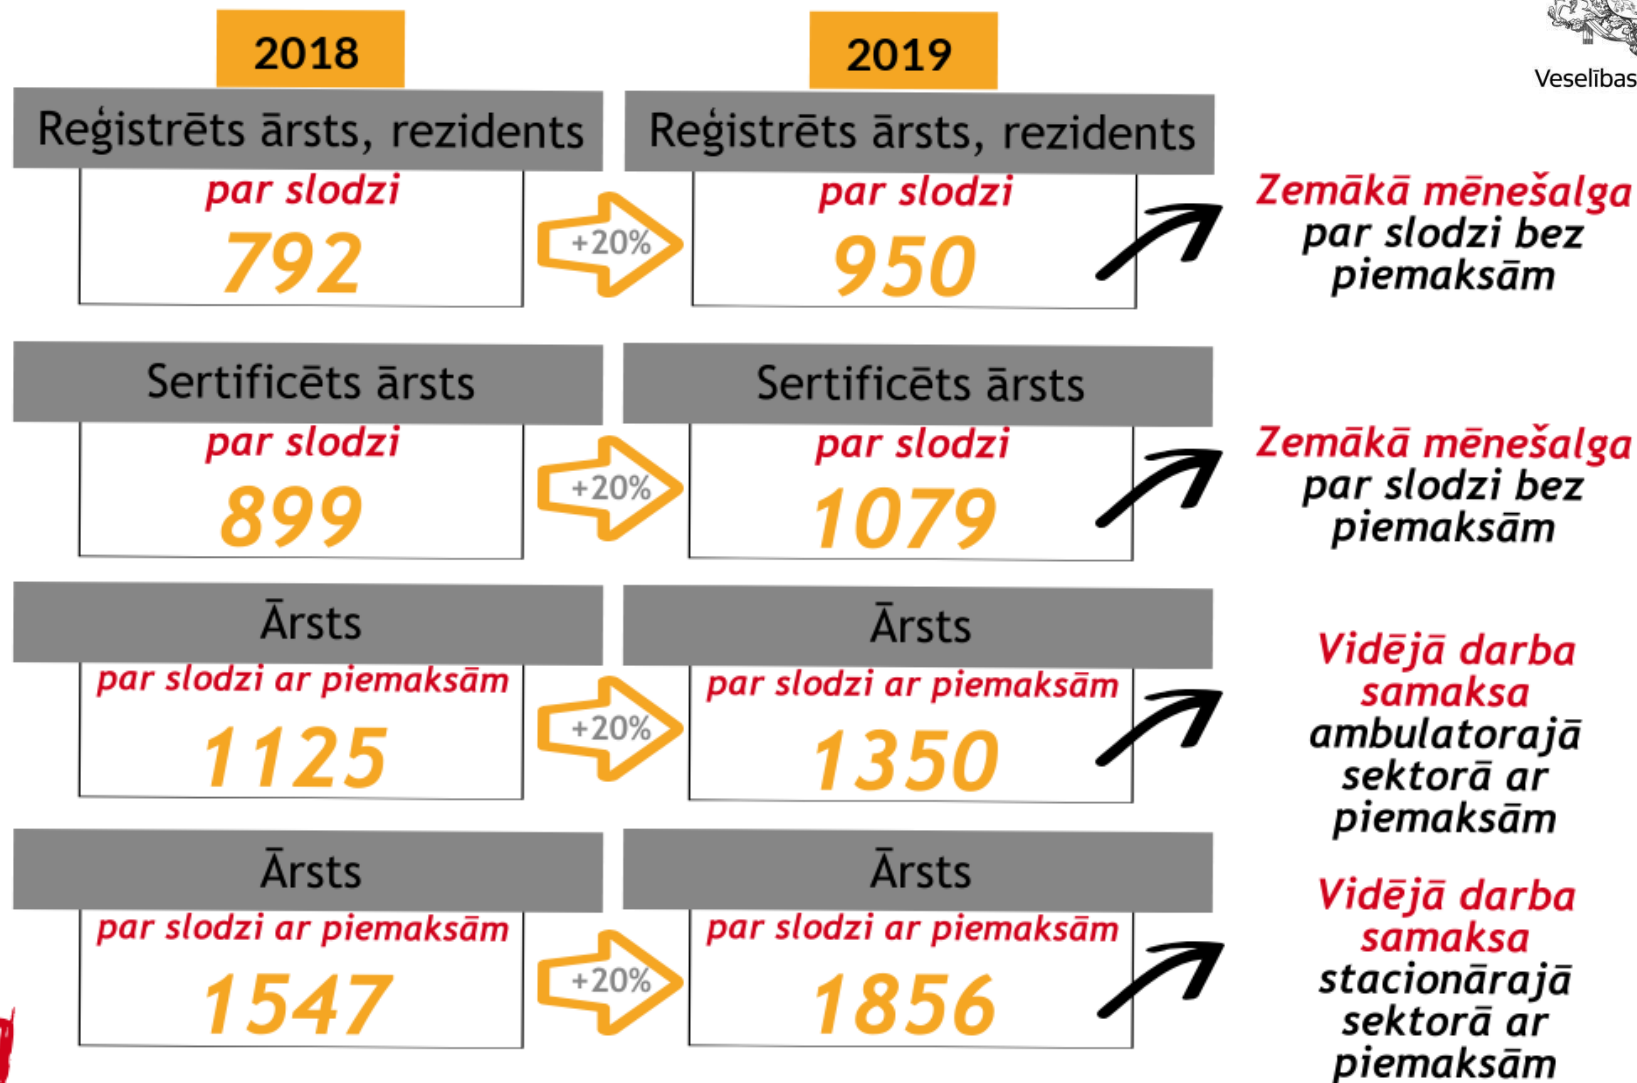 2018
2019
Veselības
Reģistrēts ārsts, rezidents
Reģistrēts ārsts, rezidents
par slodzi
792
+20%
par slodzi
950
Zemākā mēnešalga
par slodzi bez
piemaksām
Sertificēts ārsts
Sertificēts ārsts
par slodzi
899
+20%
par slodzi
1079
Zemākā mēnešalga
par slodzi bez
piemaksām
Ārsts
Ārsts
par slodzi ar piemaksām
1125
+20%
par slodzi ar piemaksām
1350
Vidējā darba
samaksa
ambulatorajā
sektorā ar
piemaksām
Ārsts
Ārsts
par slodzi ar piemaksām
1547
+20%
par slodzi ar piemaksām
1856
Vidējā darba
samaksa
stacionārajā
sektorā ar
piemaksām